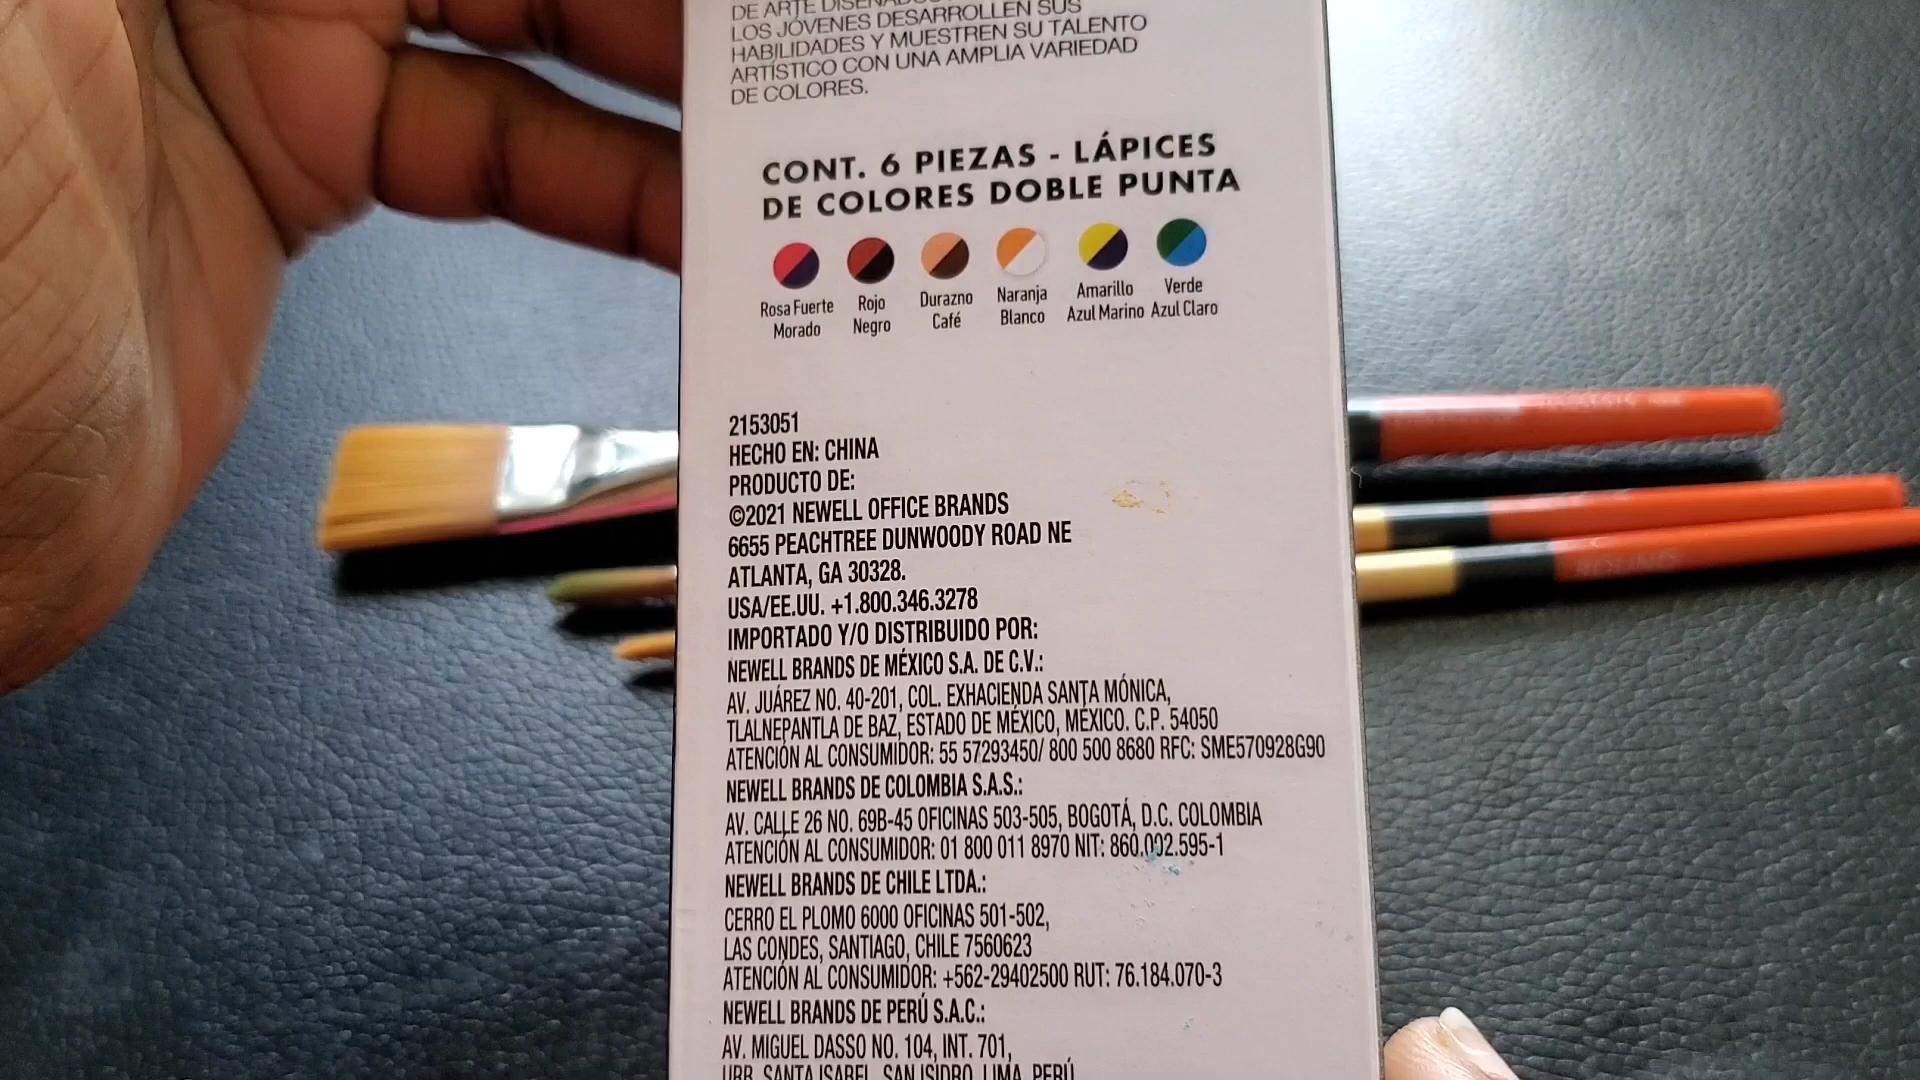 DE ARTE
LOS JÓVENES DESARROLLEN SUS
HABILIDADES Y MUESTREN SU TALENTO
ARTÍSTICO CON UNA AMPLIA VARIEDAD
DE COLORES.
CONT. 6 PIEZAS - LÁPICES
DE COLORES DOBLE PUNTA
Rosa Fuerte Morado
Rojo Negro
Durazno Café
Naranja Blanco
Amarillo Azul Marino
Verde Azul Claro
2153051
HECHO EN: CHINA
PRODUCTO DE:
©2021 NEWELL OFFICE BRANDS
6655 PEACHTREE DUNWOODY ROAD NE
ATLANTA, GA 30328.
USA/EE.UU. +1.800.346.3278
IMPORTADO Y/O DISTRIBUIDO POR:
NEWELL BRANDS DE MÉXICO S.A. DE C.V.:
AV. JUÁREZ NO. 40-201, COL. EXHACIENDA SANTA MÓNICA,
TLALNEPANTLA DE BAZ, ESTADO DE MÉXICO, MÉXICO. C.P. 54050
ATENCIÓN AL CONSUMIDOR: 55 57293450/ 800 500 8680 RFC: SME570928G90
NEWELL BRANDS DE COLOMBIA S.A.S.:
AV. CALLE 26 NO. 69B-45 OFICINAS 503-505, BOGOTÁ, D.C. COLOMBIA
ATENCIÓN AL CONSUMIDOR: 01 800 011 8970 NIT: 860.002.595-1
NEWELL BRANDS DE CHILE LTDA.:
CERRO EL PLOMO 6000 OFICINAS 501-502,
LAS CONDES, SANTIAGO, CHILE 7560623
ATENCIÓN AL CONSUMIDOR: +562-29402500 RUT: 76.184.070-3
NEWELL BRANDS DE PERÚ S.A.C.:
AV. MIGUEL DASSO NO. 104, INT. 701,
URB. SANTA ISABEL, SAN ISIDRO, LIMA, PERÚ